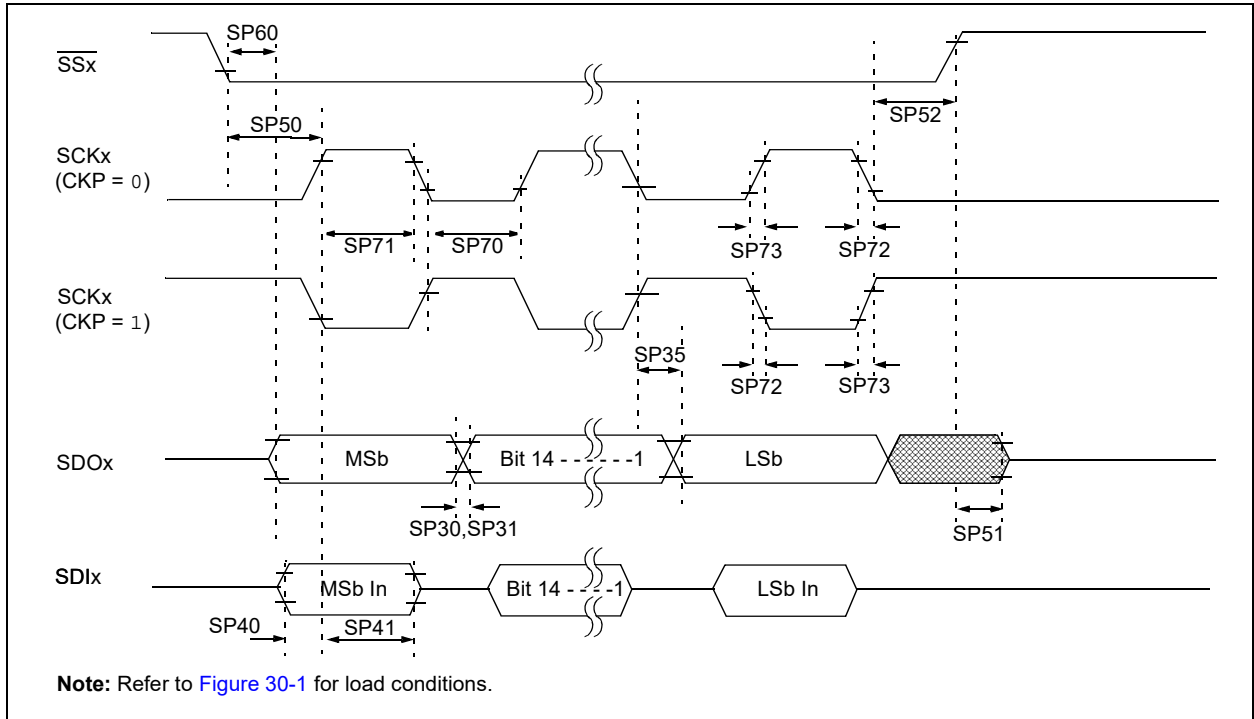 SP60
SSx
SP50
SP52
SCKx
(CKP = 0)
SP71
SP70
SP73
SP72
SCKx
(CKP = 1)
SP35
SP72
SP73
SDOx
MSb
Bit 14 - - - - - -1
LSb
SP30,SP31
SP51
SDIx
MSb In
Bit 14 - - - -1
LSb In
SP40
SP41
Note: Refer to Figure 30-1 for load conditions.